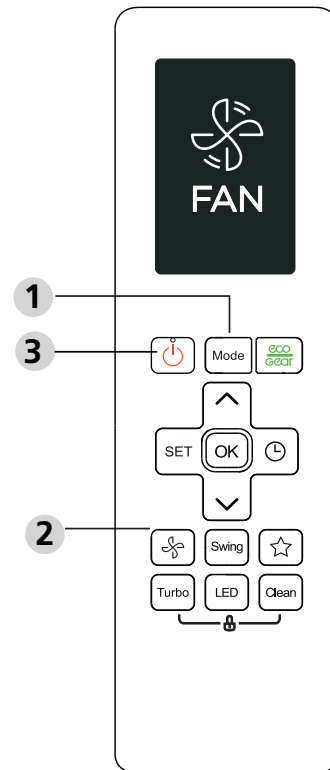 FAN
1
Mode
eco
Gear
3
SET OK
2
Swing
Turbo LED Clean